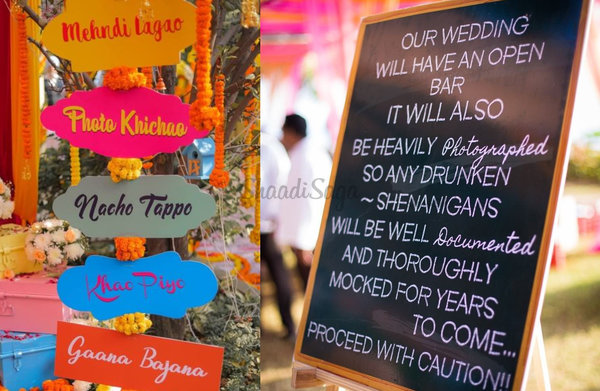 Mehndi Lagao
Photo Khichao
Nacho Tappo
Khao Piyo
Gaana Bajana
ShaadiSaga
OUR WEDDING
WILL HAVE AN OPEN
BAR
IT WILL ALSO
BE HEAVILY Photographed
SO ANY DRUNKEN
~ SHENANIGANS
WILL BE WELL Documented
AND THOROUGHLY
MOCKED FOR YEARS
TO COME...
PROCEED WITH CAUTION!!